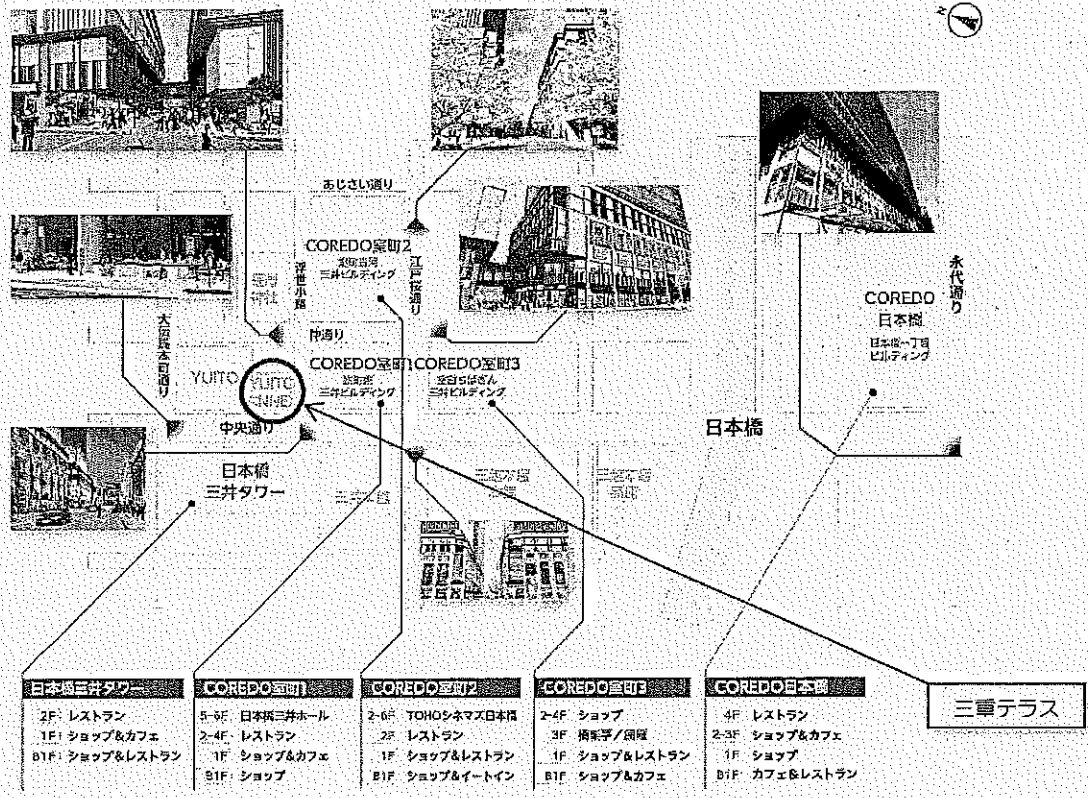 N
あじさい通り
COREDO室町2
室町古河
三井ビルディング
江戸桜通り
浮世小路
福徳
神社
仲通り
大伝馬本町通り
YUITO
YUITO
ANNEX
COREDO室町1
室町東
三井ビルディング
COREDO室町3
室町ちばぎん
三井ビルディング
中央通り
日本橋
三井タワー
三井本館
三越本館
三越本館
新館
日本橋
永代通り
COREDO
日本橋
日本橋一丁目
ビルディング
日本橋三井タワー
2F レストラン
1F ショップ&カフェ
B1F ショップ&レストラン
COREDO室町1
5-6F 日本橋三井ホール
2-4F レストラン
1F ショップ&カフェ
B1F ショップ
COREDO室町2
2-6F TOHOシネマズ日本橋
2F レストラン
1F ショップ&レストラン
B1F ショップ&イートイン
COREDO室町3
2-4F ショップ
3F 橋楽亭/囲庵
1F ショップ&レストラン
B1F ショップ&カフェ
COREDO日本橋
4F レストラン
2-3F ショップ&カフェ
1F ショップ
B1F カフェ&レストラン
三重テラス